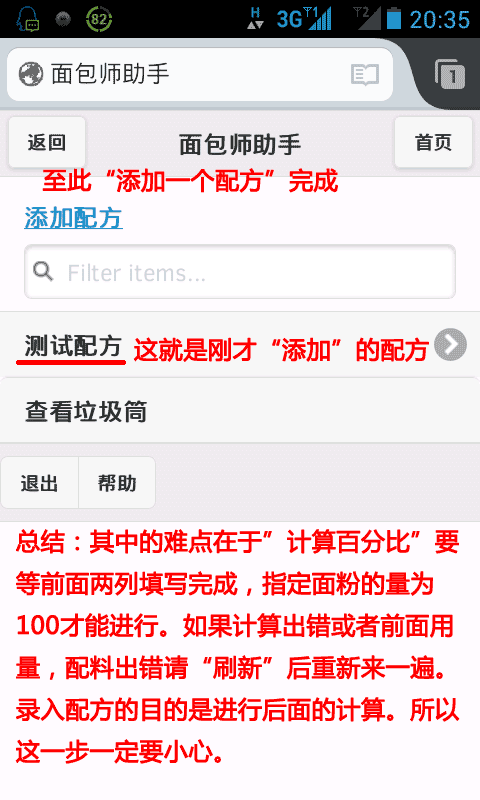 82 H 3G T1 T2 20:35
面包师助手 1
返回 面包师助手 首页
至此“添加一个配方”完成
添加配方
Filter items...
测试配方 这就是刚才“添加”的配方
查看垃圾筒
退出 帮助
总结：其中的难点在于”计算百分比”要
等前面两列填写完成，指定面粉的量为
100才能进行。如果计算出错或者前面用
量，配料出错请“刷新”后重新来一遍。
录入配方的目的是进行后面的计算。所以
这一步一定要小心。